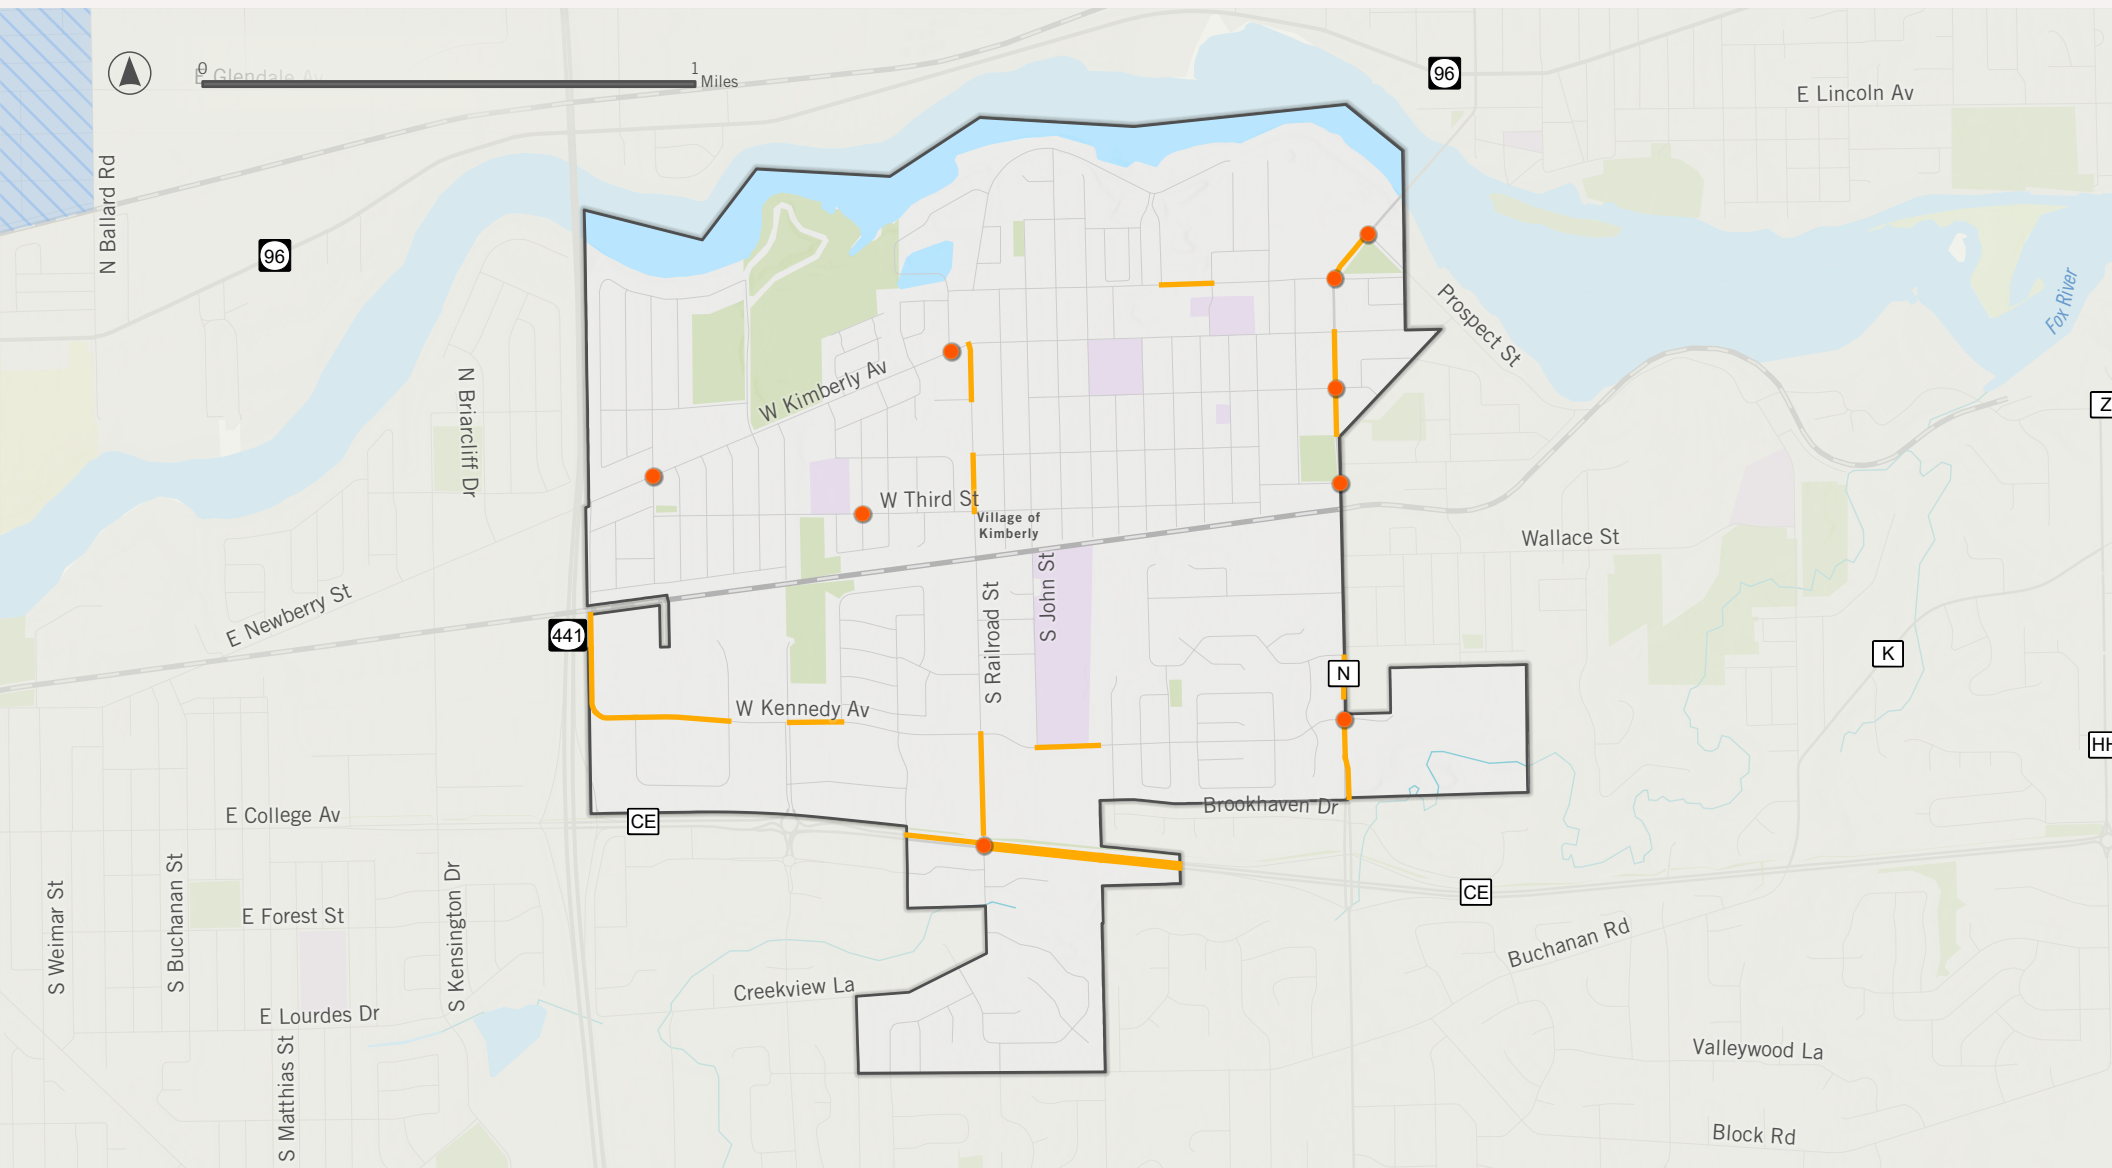 0
1
E Glendale Av
Miles
96
E Lincoln Av
N Ballard Rd
96
Fox River
Prospect St
N Briarcliff Dr
W Kimberly Av
Z
W Third St
Village of
Kimberly
Wallace St
S John St
E Newberry St
441
S Railroad St
K
N
W Kennedy Av
HH
Brookhaven Dr
E College Av
CE
CE
S Weimar St
S Buchanan St
S Kensington Dr
E Forest St
Buchanan Rd
Creekview La
E Lourdes Dr
S Matthias St
Valleywood La
Block Rd